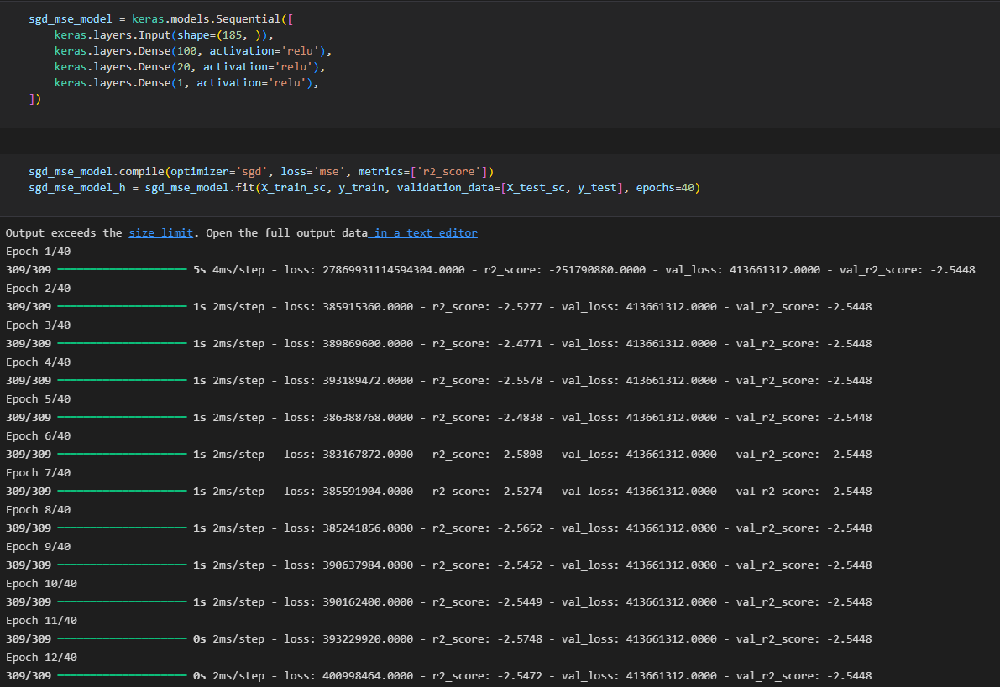 sgd_mse_model = keras.models.Sequential([
    keras.layers.Input(shape=(185, )),
    keras.layers.Dense(100, activation='relu'),
    keras.layers.Dense(20, activation='relu'),
    keras.layers.Dense(1, activation='relu'),
])
sgd_mse_model.compile(optimizer='sgd', loss='mse', metrics=['r2_score'])
sgd_mse_model_h = sgd_mse_model.fit(X_train_sc, y_train, validation_data=[X_test_sc, y_test], epochs=40)
Output exceeds the size limit. Open the full output data in a text editor
Epoch 1/40
309/309 ━━━━━━━━━━━━━━━━━━━━ 5s 4ms/step - loss: 27869931114594304.0000 - r2_score: -251790880.0000 - val_loss: 413661312.0000 - val_r2_score: -2.5448
Epoch 2/40
309/309 ━━━━━━━━━━━━━━━━━━━━ 1s 2ms/step - loss: 385915360.0000 - r2_score: -2.5277 - val_loss: 413661312.0000 - val_r2_score: -2.5448
Epoch 3/40
309/309 ━━━━━━━━━━━━━━━━━━━━ 1s 2ms/step - loss: 389869600.0000 - r2_score: -2.4771 - val_loss: 413661312.0000 - val_r2_score: -2.5448
Epoch 4/40
309/309 ━━━━━━━━━━━━━━━━━━━━ 1s 2ms/step - loss: 393189472.0000 - r2_score: -2.5578 - val_loss: 413661312.0000 - val_r2_score: -2.5448
Epoch 5/40
309/309 ━━━━━━━━━━━━━━━━━━━━ 1s 2ms/step - loss: 386388768.0000 - r2_score: -2.4838 - val_loss: 413661312.0000 - val_r2_score: -2.5448
Epoch 6/40
309/309 ━━━━━━━━━━━━━━━━━━━━ 1s 2ms/step - loss: 383167872.0000 - r2_score: -2.5808 - val_loss: 413661312.0000 - val_r2_score: -2.5448
Epoch 7/40
309/309 ━━━━━━━━━━━━━━━━━━━━ 1s 2ms/step - loss: 385591904.0000 - r2_score: -2.5274 - val_loss: 413661312.0000 - val_r2_score: -2.5448
Epoch 8/40
309/309 ━━━━━━━━━━━━━━━━━━━━ 1s 2ms/step - loss: 385241856.0000 - r2_score: -2.5652 - val_loss: 413661312.0000 - val_r2_score: -2.5448
Epoch 9/40
309/309 ━━━━━━━━━━━━━━━━━━━━ 1s 2ms/step - loss: 390637984.0000 - r2_score: -2.5452 - val_loss: 413661312.0000 - val_r2_score: -2.5448
Epoch 10/40
309/309 ━━━━━━━━━━━━━━━━━━━━ 1s 2ms/step - loss: 390162400.0000 - r2_score: -2.5449 - val_loss: 413661312.0000 - val_r2_score: -2.5448
Epoch 11/40
309/309 ━━━━━━━━━━━━━━━━━━━━ 0s 2ms/step - loss: 393229920.0000 - r2_score: -2.5748 - val_loss: 413661312.0000 - val_r2_score: -2.5448
Epoch 12/40
309/309 ━━━━━━━━━━━━━━━━━━━━ 0s 2ms/step - loss: 400998464.0000 - r2_score: -2.5472 - val_loss: 413661312.0000 - val_r2_score: -2.5448